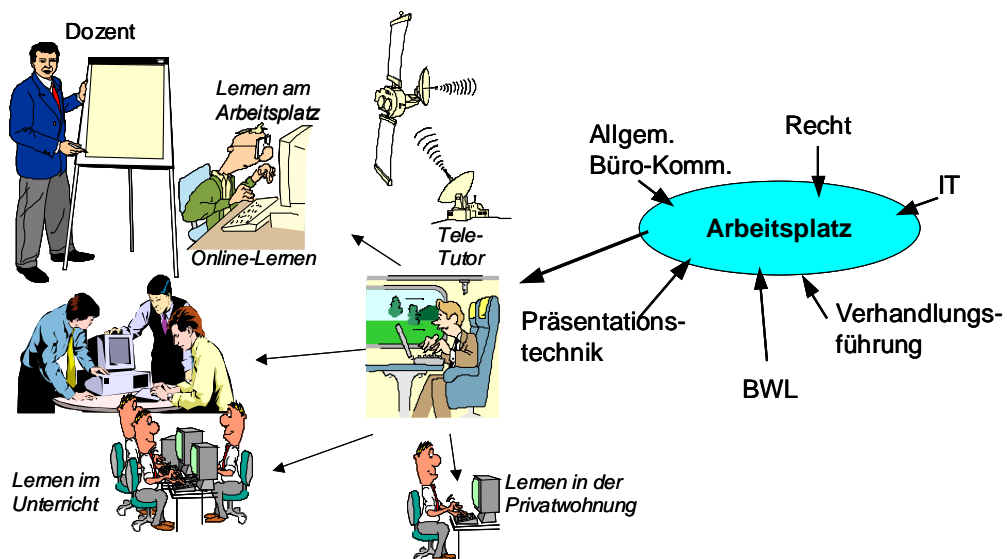 Dozent
Lernen am
Arbeitsplatz
Online-Lernen
Tele-
Tutor
Lernen im
Unterricht
Lernen in der
Privatwohnung
Allgem.
Büro-Komm.
Recht
IT
Arbeitsplatz
Präsentations-
technik
BWL
Verhandlungs-
führung